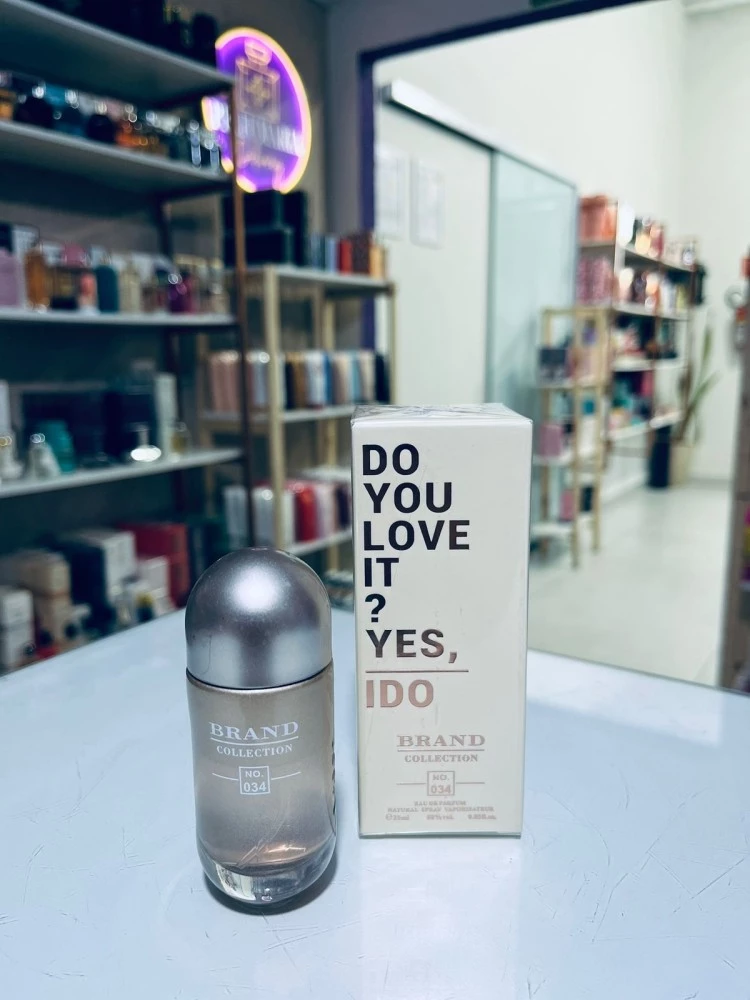 DO
YOU
LOVE
IT
?
YES,
IDO
BRAND
COLLECTION
NO.
034
EAU DE PARFUM
NATURAL SPRAY VAPORISATEUR
BRAND
COLLECTION
NO.
034